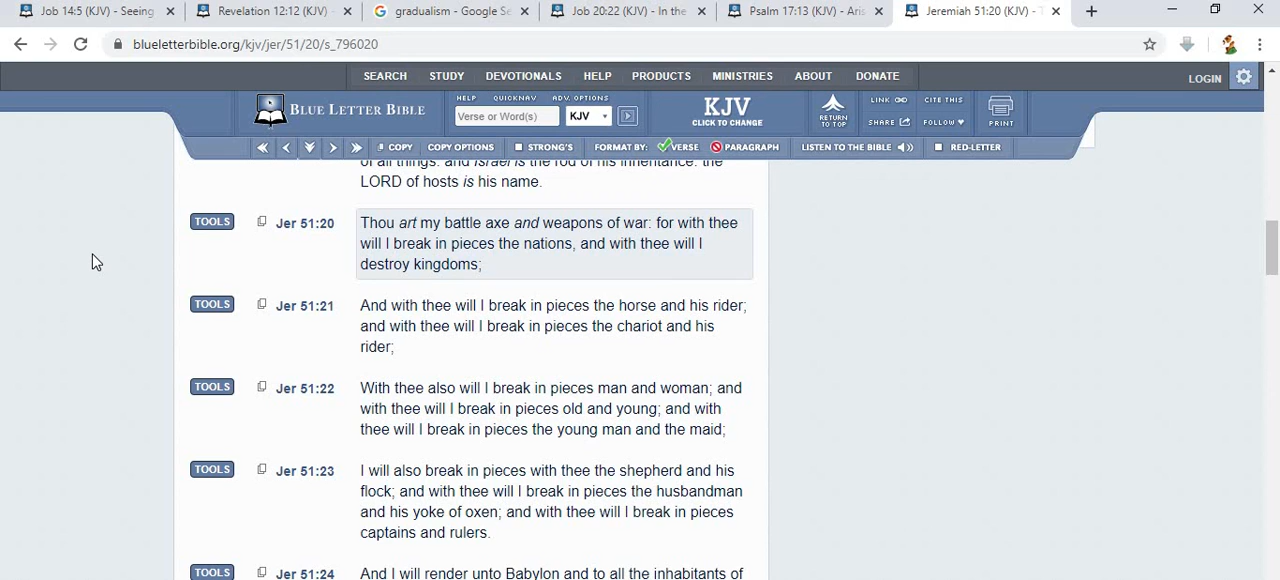 Job 14:5 (KJV) - Seeing
Revelation 12:12 (KJV) -
gradualism - Google Se
Job 20:22 (KJV) - In the
Psalm 17:13 (KJV) - Aris
Jeremiah 51:20 (KJV) - T
blueletterbible.org/kjv/jer/51/20/s_796020
SEARCH STUDY DEVOTIONALS HELP PRODUCTS MINISTRIES ABOUT DONATE LOGIN
BLUE LETTER BIBLE
HELP QUICKNAV ADV. OPTIONS
Verse or Word(s) KJV
KJV
CLICK TO CHANGE
RETURN
TO TOP
LINK CITE THIS
SHARE FOLLOW
PRINT
COPY COPY OPTIONS STRONG'S FORMAT BY: VERSE PARAGRAPH LISTEN TO THE BIBLE RED-LETTER
of all things: and Israel is the rod of his inheritance: the
LORD of hosts is his name.
TOOLS Jer 51:20 Thou art my battle axe and weapons of war: for with thee
will I break in pieces the nations, and with thee will I
destroy kingdoms;
TOOLS Jer 51:21 And with thee will I break in pieces the horse and his rider;
and with thee will I break in pieces the chariot and his
rider;
TOOLS Jer 51:22 With thee also will I break in pieces man and woman; and
with thee will I break in pieces old and young; and with
thee will I break in pieces the young man and the maid;
TOOLS Jer 51:23 I will also break in pieces with thee the shepherd and his
flock; and with thee will I break in pieces the husbandman
and his yoke of oxen; and with thee will I break in pieces
captains and rulers.
TOOLS Jer 51:24 And I will render unto Babylon and to all the inhabitants of